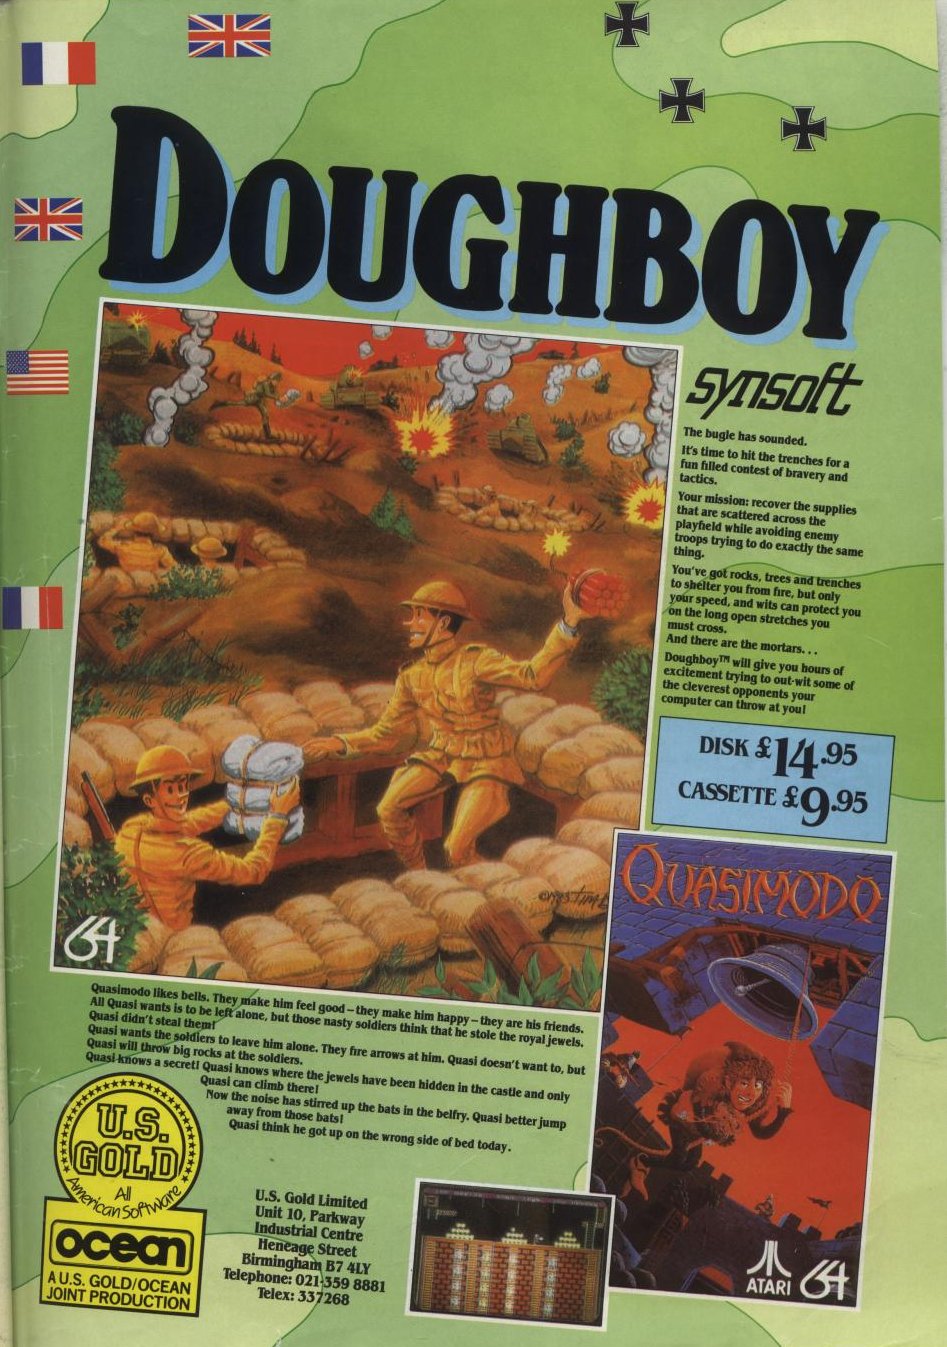 DOUGHBOY
synsoft
The bugle has sounded.
It's time to hit the trenches for a
fun filled contest of bravery and
tactics.
Your mission: recover the supplies
that are scattered across the
playfield while avoiding enemy
troops trying to do exactly the same
thing.
You've got rocks, trees and trenches
to shelter you from fire, but only
your speed, and wits can protect you
on the long open stretches you
must cross.
And there are the mortars...
Doughboy™ will give you hours of
excitement trying to out-wit some of
the cleverest opponents your
computer can throw at you!
DISK £14.95
CASSETTE £9.95
64
QUASIMODO
Quasimodo likes bells. They make him feel good – they make him happy – they are his friends.
All Quasi wants is to be left alone, but those nasty soldiers think that he stole the royal jewels.
Quasi didn't steal them!
Quasi wants the soldiers to leave him alone. They fire arrows at him. Quasi doesn't want to, but
Quasi will throw big rocks at the soldiers.
Quasi knows a secret! Quasi knows where the jewels have been hidden in the castle and only
Quasi can climb there!
Now the noise has stirred up the bats in the belfry. Quasi better jump
away from those bats!
Quasi think he got up on the wrong side of bed today.
U.S.
GOLD
All
American Software
ocean
A U.S. GOLD/OCEAN
JOINT PRODUCTION
U.S. Gold Limited
Unit 10, Parkway
Industrial Centre
Heneage Street
Birmingham B7 4LY
Telephone: 021-359 8881
Telex: 337268
ATARI 64